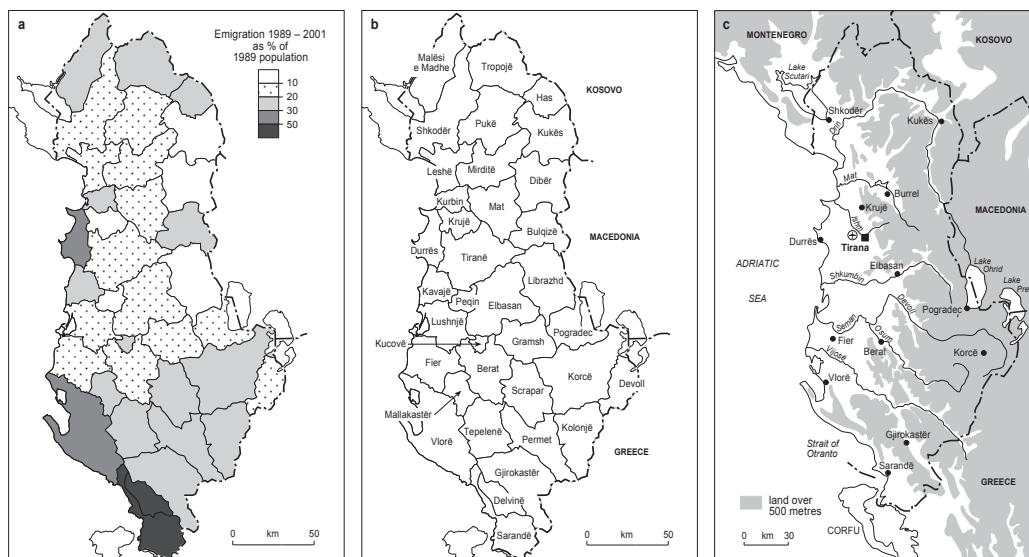 a
Emigration 1989 – 2001
as % of
1989 population
10
20
30
50
0 km 50
b
Malësi
e Madhe
Tropojë
KOSOVO
Has
Shkodër
Pukë
Kukës
Leshë
Mirditë
Dibër
Kurbin
Mat
Krujë
Bulqizë
MACEDONIA
Durrës
Tiranë
Librazhd
Kavajë
Peqin
Elbasan
Lushnjë
Pogradec
Kucovë
Gramsh
Fier
Berat
Korcë
Devoll
Scrapar
Mallakastër
Vlorë
Tepelenë
Permet
Kolonjë
GREECE
Gjirokastër
Delvinë
Sarandë
0 km 50
c
MONTENEGRO
KOSOVO
Lake
Scutari
Shkodër
Drin
Kukës
Mat
Burrel
Krujë
MACEDONIA
Ishm
Tirana
Durrës
ADRIATIC
SEA
Elbasan
Shkumbin
Lake
Ohrid
Lake
Pre
Devoll
Pogradec
Seman
Fier
Osum
Berat
Korcë
Vijosë
Vlorë
Strait of
Otranto
Gjirokastër
Sarandë
GREECE
land over
500 metres
CORFU
0 km 30